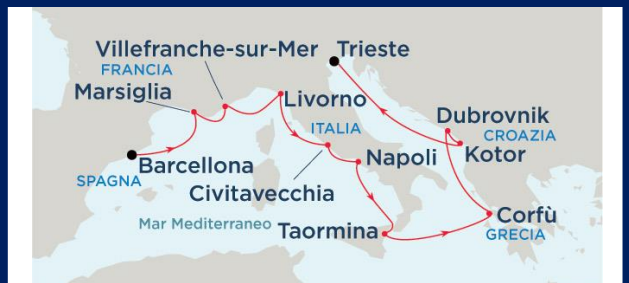 Villefranche-sur-Mer
Trieste
FRANCIA
Marsiglia
Livorno
ITALIA
Dubrovnik
CROAZIA
Kotor
Barcellona
SPAGNA
Napoli
Civitavecchia
Mar Mediterraneo
Taormina
Corfù
GRECIA